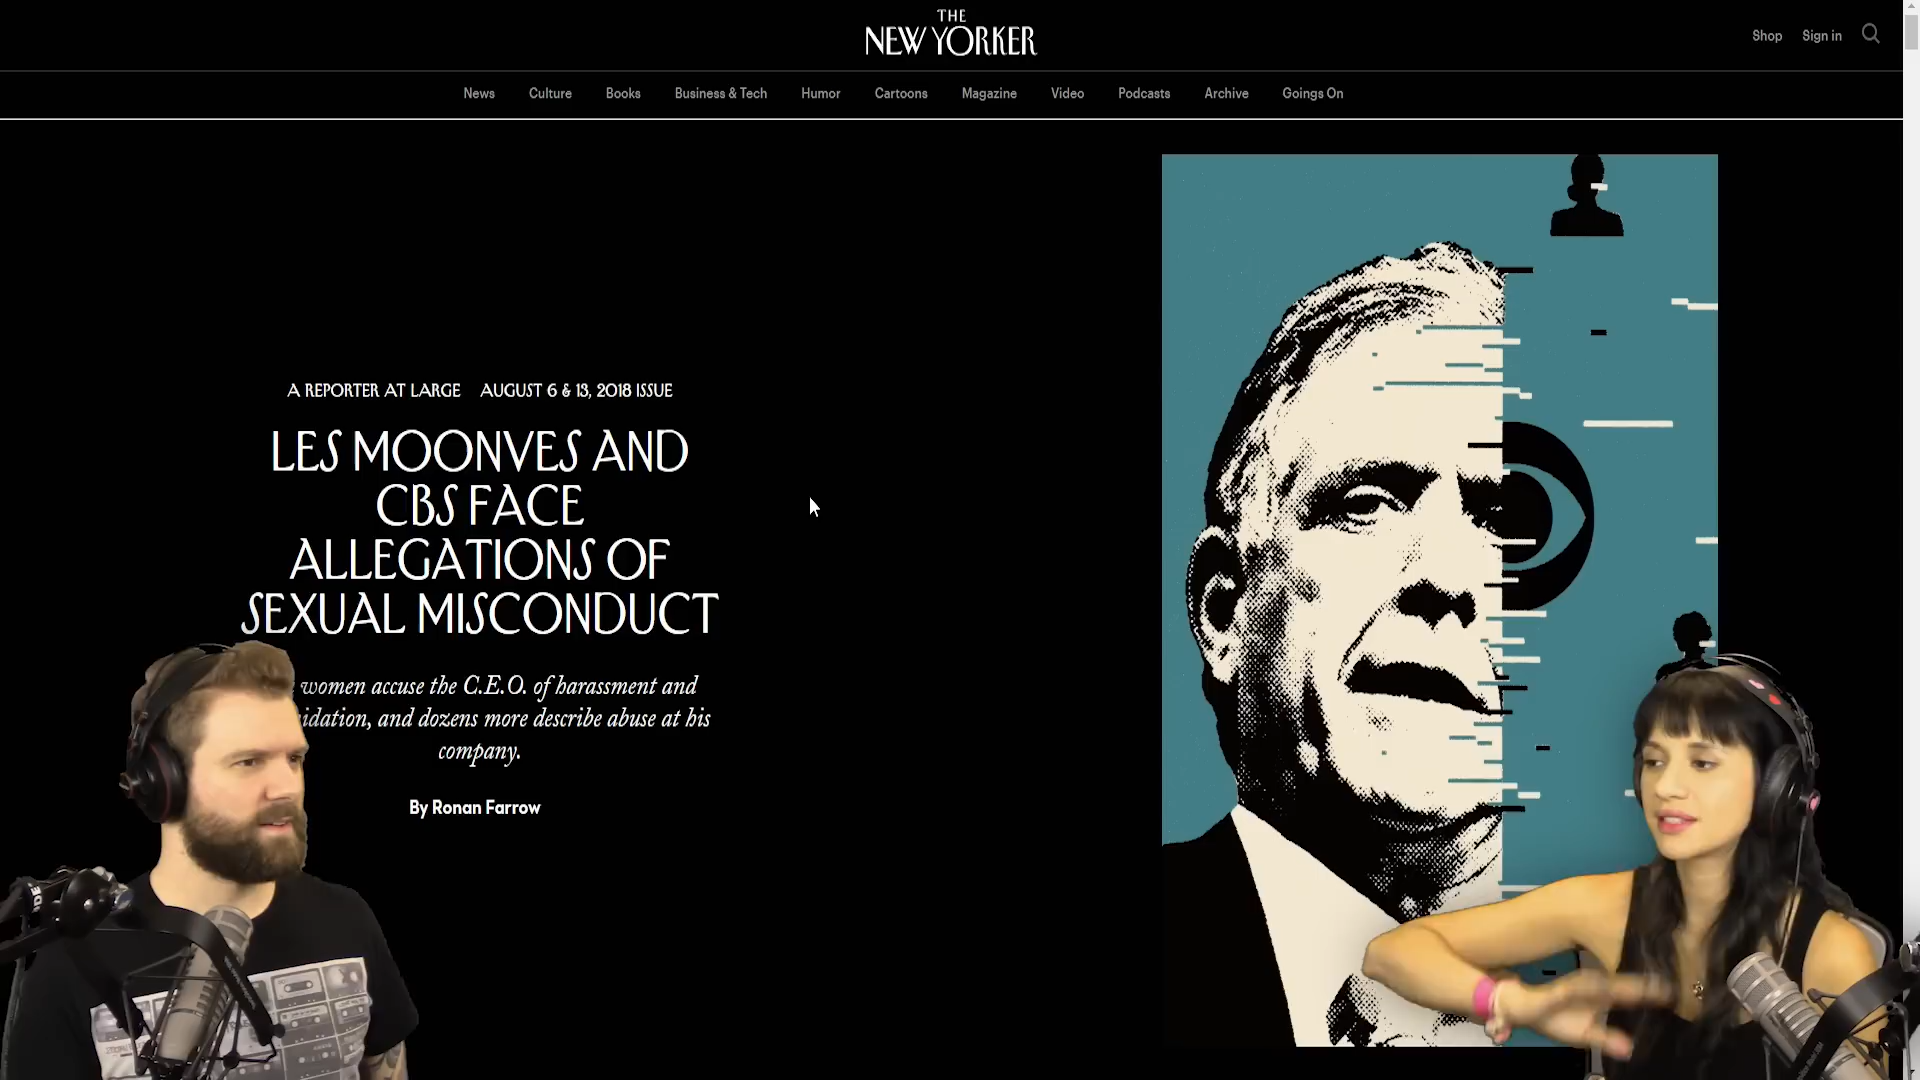 THE
NEW YORKER
Shop
Sign in
News
Culture
Books
Business & Tech
Humor
Cartoons
Magazine
Video
Podcasts
Archive
Goings On
A REPORTER AT LARGE
AUGUST 6 & 13, 2018 ISSUE
LES MOONVES AND
CBS FACE
ALLEGATIONS OF
SEXUAL MISCONDUCT
women accuse the C.E.O. of harassment and
idation, and dozens more describe abuse at his
company.
By Ronan Farrow